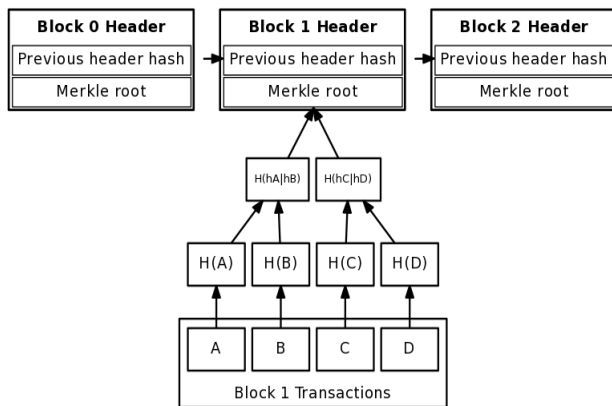 Block 0 Header
Block 1 Header
Block 2 Header
Previous header hash
Previous header hash
Previous header hash
Merkle root
Merkle root
Merkle root
H(hA|hB)
H(hC|hD)
H(A)
H(B)
H(C)
H(D)
A
B
C
D
Block 1 Transactions